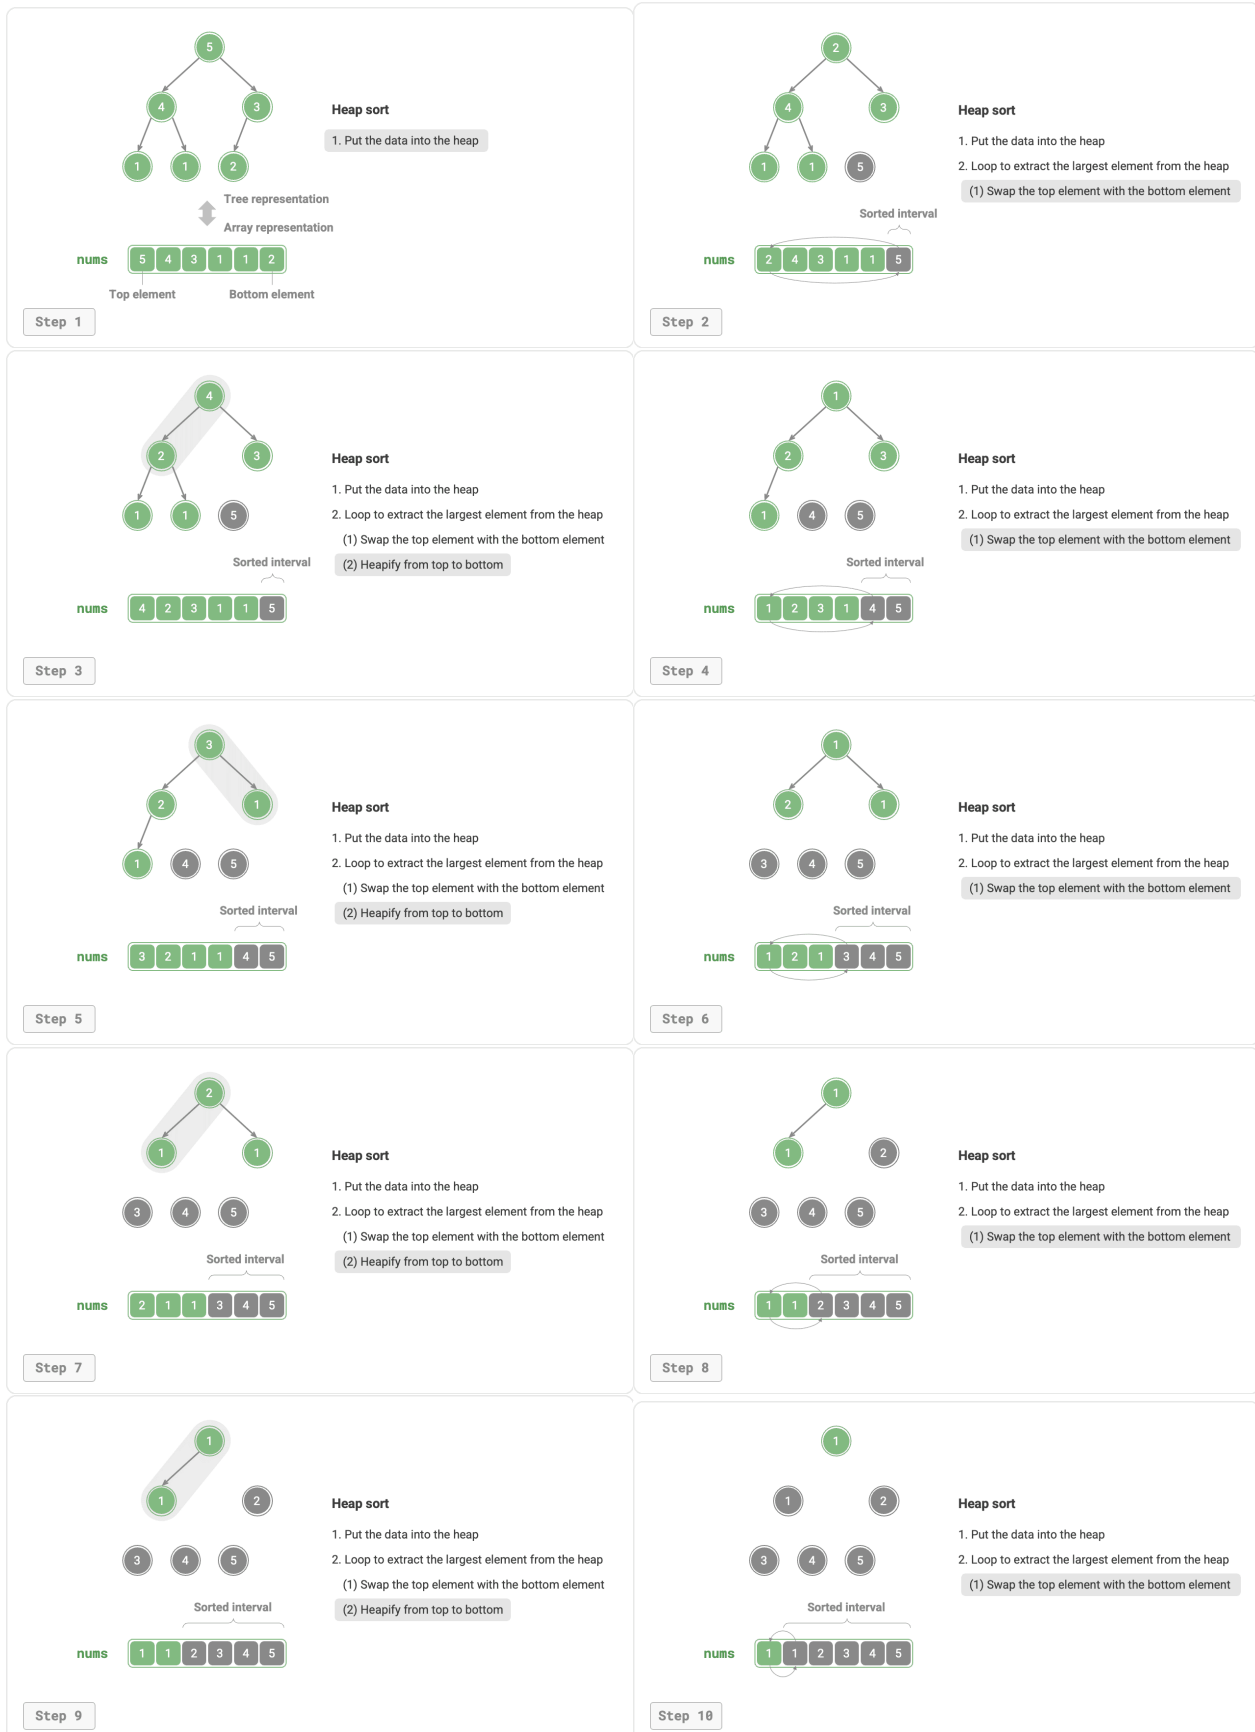 5
4 3
Heap sort
1. Put the data into the heap
1 1 2
Tree representation
Array representation
nums 5 4 3 1 1 2
Top element Bottom element
Step 1
2
4 3
Heap sort
1. Put the data into the heap
1 1 5
2. Loop to extract the largest element from the heap
(1) Swap the top element with the bottom element
Sorted interval
nums 2 4 3 1 1 5
Step 2
4
2 3
Heap sort
1. Put the data into the heap
1 1 5
2. Loop to extract the largest element from the heap
(1) Swap the top element with the bottom element
(2) Heapify from top to bottom
Sorted interval
nums 4 2 3 1 1 5
Step 3
1
2 3
Heap sort
1. Put the data into the heap
1 4 5
2. Loop to extract the largest element from the heap
(1) Swap the top element with the bottom element
Sorted interval
nums 1 2 3 1 4 5
Step 4
3
2 1
Heap sort
1. Put the data into the heap
1 4 5
2. Loop to extract the largest element from the heap
(1) Swap the top element with the bottom element
(2) Heapify from top to bottom
Sorted interval
nums 3 2 1 1 4 5
Step 5
1
2 1
Heap sort
1. Put the data into the heap
3 4 5
2. Loop to extract the largest element from the heap
(1) Swap the top element with the bottom element
Sorted interval
nums 1 2 1 3 4 5
Step 6
2
1 1
Heap sort
1. Put the data into the heap
3 4 5
2. Loop to extract the largest element from the heap
(1) Swap the top element with the bottom element
(2) Heapify from top to bottom
Sorted interval
nums 2 1 1 3 4 5
Step 7
1
1 2
Heap sort
1. Put the data into the heap
3 4 5
2. Loop to extract the largest element from the heap
(1) Swap the top element with the bottom element
Sorted interval
nums 1 1 2 3 4 5
Step 8
1
1 2
Heap sort
1. Put the data into the heap
3 4 5
2. Loop to extract the largest element from the heap
(1) Swap the top element with the bottom element
(2) Heapify from top to bottom
Sorted interval
nums 1 1 2 3 4 5
Step 9
1
1 2
Heap sort
1. Put the data into the heap
3 4 5
2. Loop to extract the largest element from the heap
(1) Swap the top element with the bottom element
Sorted interval
nums 1 1 2 3 4 5
Step 10